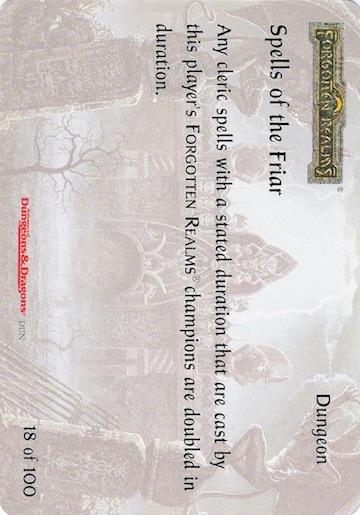 FORGOTTEN REALMS®
Dungeon
Spells of the Friar
Any cleric spells with a stated duration that are cast by
this player's FORGOTTEN REALMS® champions are doubled in
duration.
Dungeons&Dragons® DUN
18 of 100